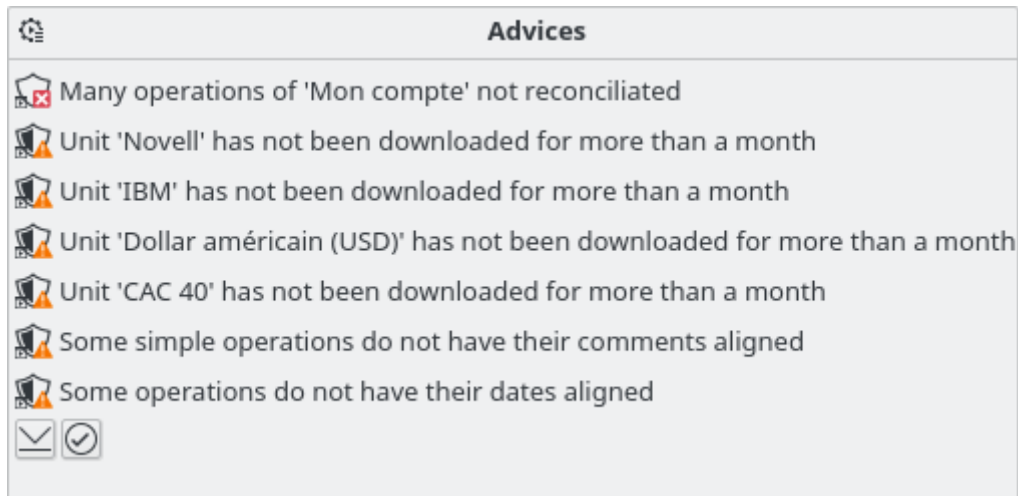 Advices
Many operations of 'Mon compte' not reconciliated
Unit 'Novell' has not been downloaded for more than a month
Unit 'IBM' has not been downloaded for more than a month
Unit 'Dollar américain (USD)' has not been downloaded for more than a month
Unit 'CAC 40' has not been downloaded for more than a month
Some simple operations do not have their comments aligned
Some operations do not have their dates aligned